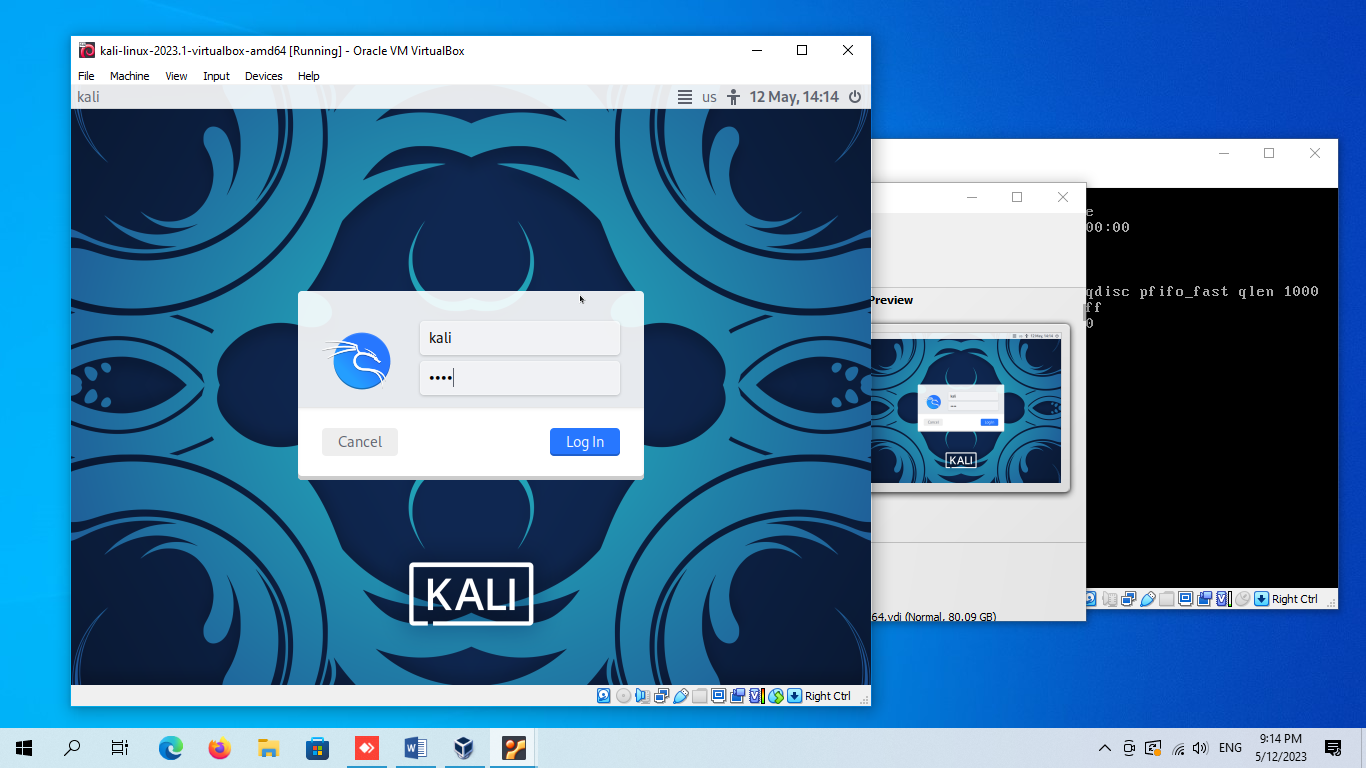 kali-linux-2023.1-virtualbox-amd64 [Running] - Oracle VM VirtualBox
File Machine View Input Devices Help
kali
us 12 May, 14:14
kali
••••
Cancel Log In
KALI
Right Ctrl
Preview
KALI
64.vdi (Normal, 80.09 GB)
e
00:00
qdisc pfifo_fast qlen 1000
ff
0
Right Ctrl
ENG
9:14 PM
5/12/2023